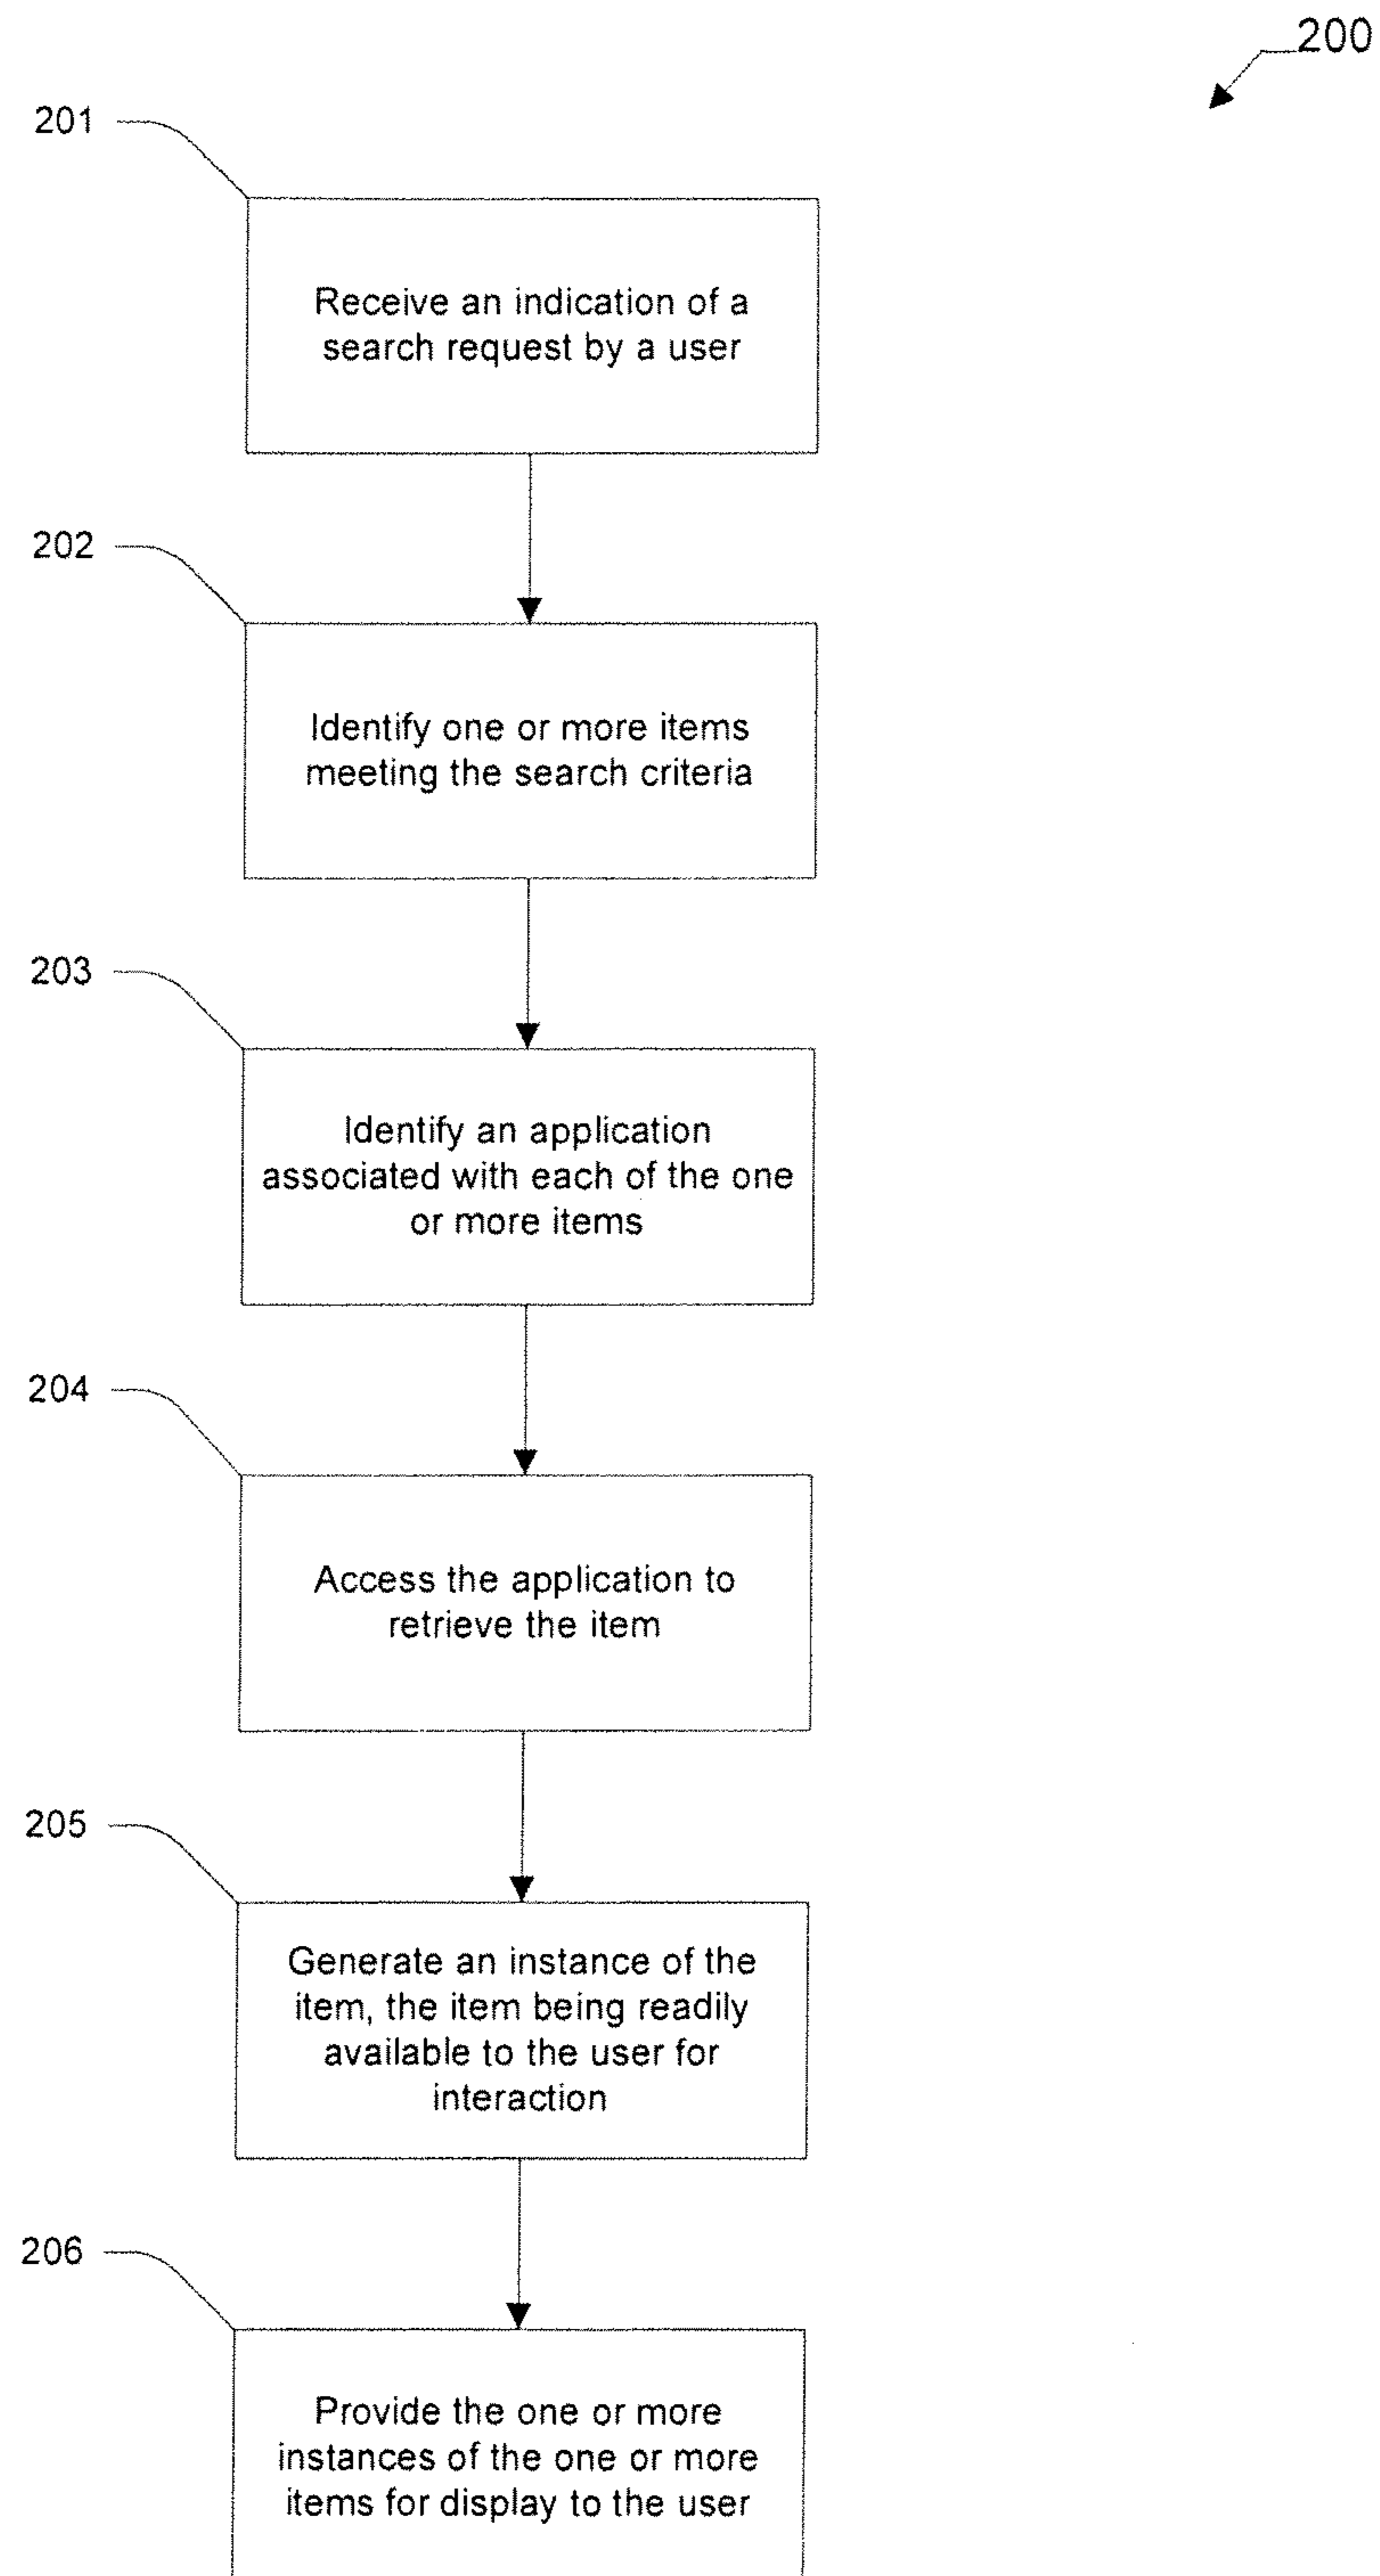 200
201
Receive an indication of a
search request by a user
202
Identify one or more items
meeting the search criteria
203
Identify an application
associated with each of the one
or more items
204
Access the application to
retrieve the item
205
Generate an instance of the
item, the item being readily
available to the user for
interaction
206
Provide the one or more
instances of the one or more
items for display to the user